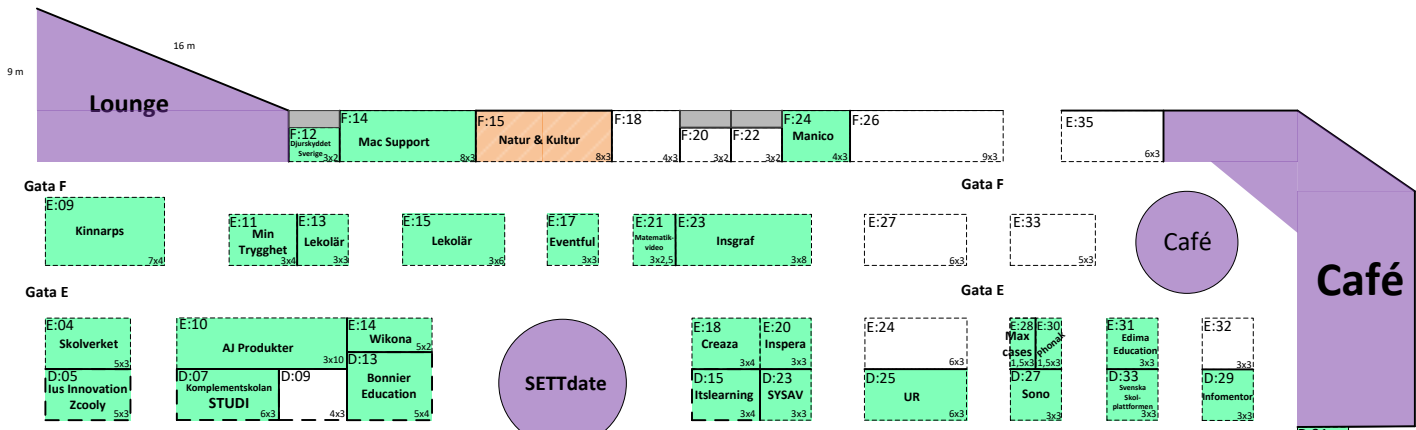 16 m
9 m
Lounge
F:12
Djurskyddet
Sverige
3x2
F:14
Mac Support
8x3
F:15
Natur & Kultur
8x3
F:18
4x3
F:20
3x2
F:22
3x2
F:24
Manico
4x3
F:26
9x3
E:35
6x3
Gata F
Gata F
E:09
Kinnarps
7x4
E:11
Min
Trygghet
3x4
E:13
Lekolär
3x3
E:15
Lekolär
3x6
E:17
Eventful
3x3
E:21
Matematik-
video
3x2,5
E:23
Insgraf
3x8
E:27
6x3
E:33
5x3
Café
Café
Gata E
Gata E
E:04
Skolverket
5x3
E:10
AJ Produkter
3x10
E:14
Wikona
5x2
SETTdate
E:18
Creaza
3x4
E:20
Inspera
3x3
E:24
6x3
E:28
Max
cases
1,5x3
E:30
Phonak
1,5x3
E:31
Edima
Education
3x3
E:32
3x3
D:05
Ius Innovation
Zcooly
5x3
D:07
Komplementskolan
STUDI
6x3
D:09
4x3
D:13
Bonnier
Education
5x4
D:15
Itslearning
3x4
D:23
SYSAV
3x3
D:25
UR
6x3
D:27
Sono
3x3
D:33
Svenska
Skol-
plattformen
3x3
D:29
Infomentor
3x3